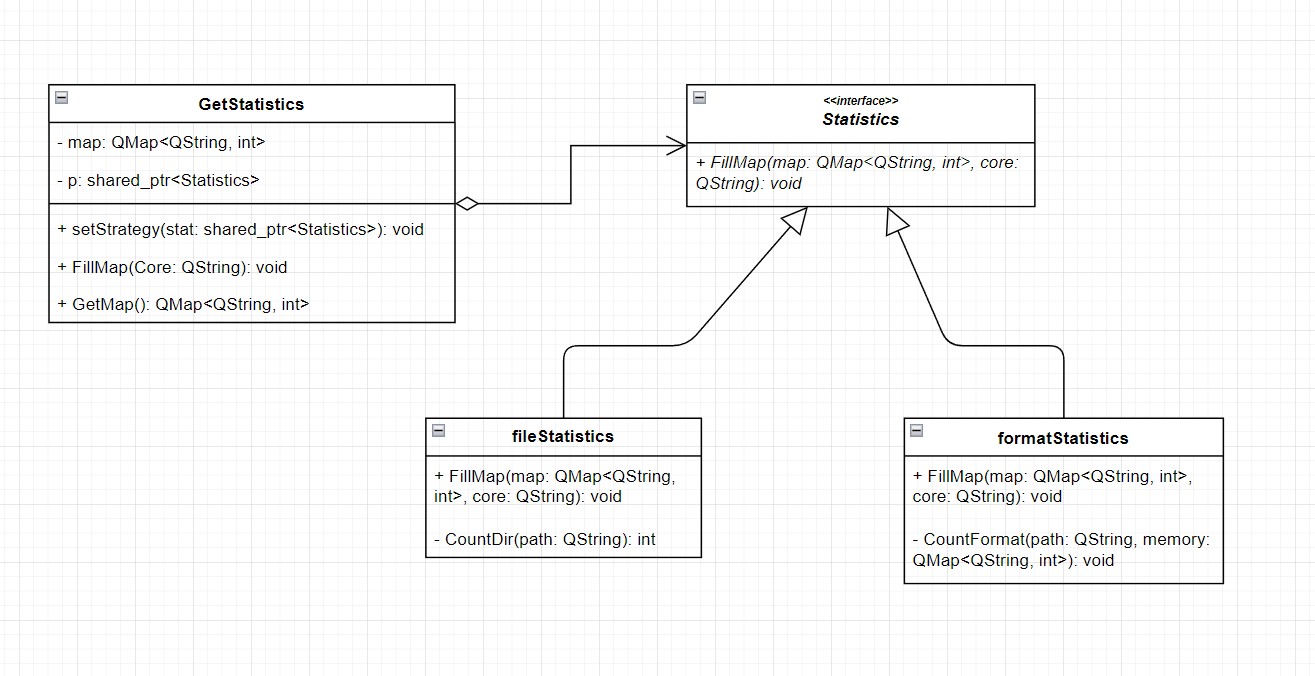 GetStatistics
- map: QMap<QString, int>
- p: shared_ptr<Statistics>
+ setStrategy(stat: shared_ptr<Statistics>): void
+ FillMap(Core: QString): void
+ GetMap(): QMap<QString, int>
<<interface>>
Statistics
+ FillMap(map: QMap<QString, int>, core:
QString): void
fileStatistics
+ FillMap(map: QMap<QString,
int>, core: QString): void
- CountDir(path: QString): int
formatStatistics
+ FillMap(map: QMap<QString, int>,
core: QString): void
- CountFormat(path: QString, memory:
QMap<QString, int>): void